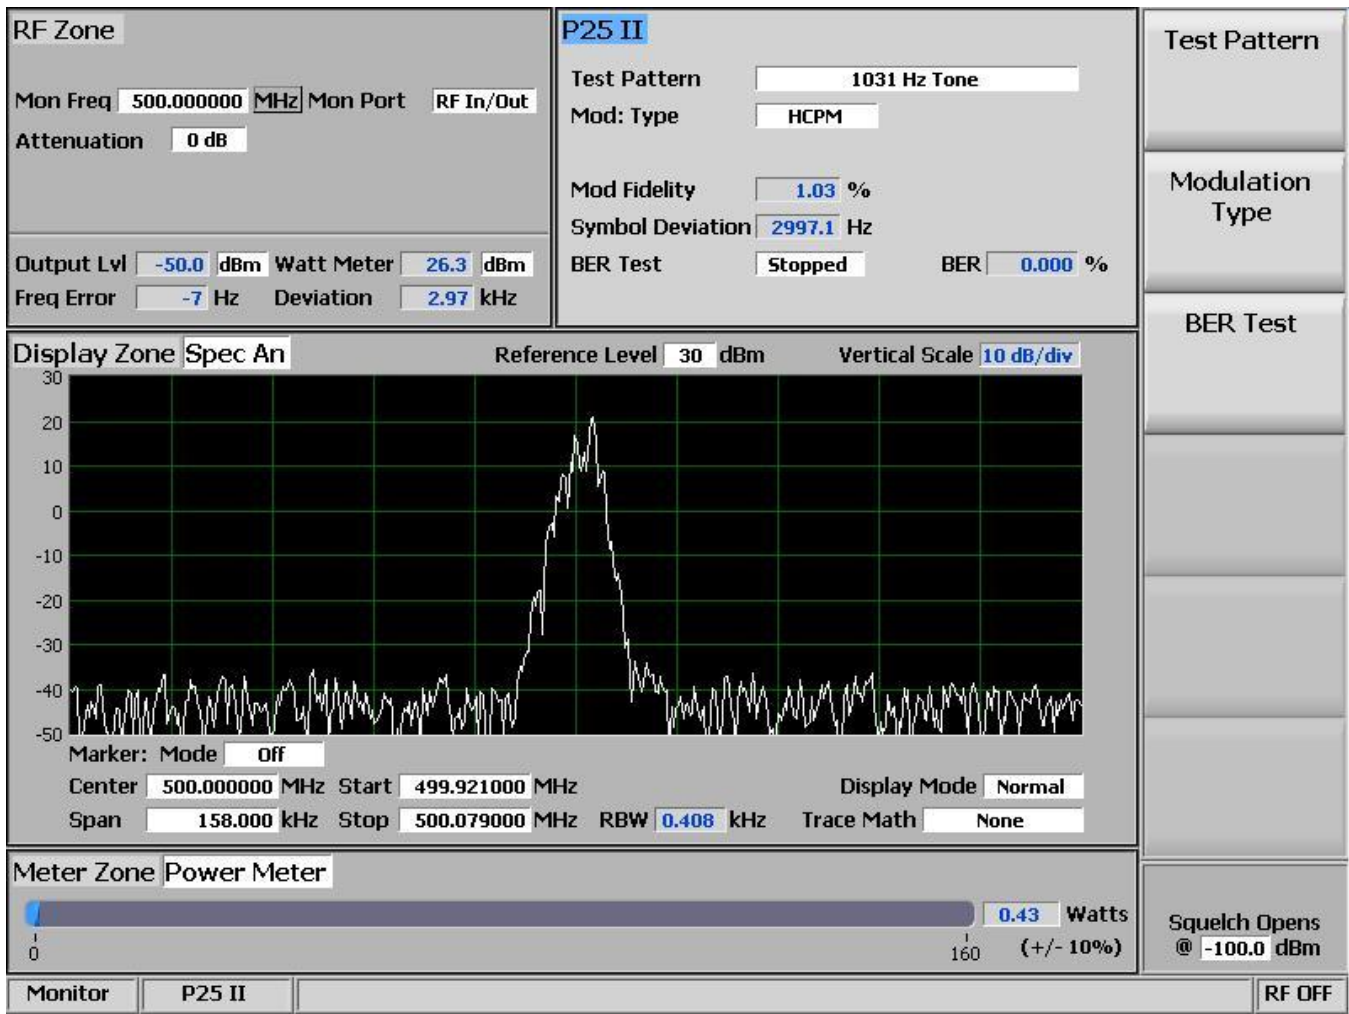 RF Zone
Mon Freq 500.000000 MHz Mon Port RF In/Out
Attenuation 0 dB
Output Lvl -50.0 dBm Watt Meter 26.3 dBm
Freq Error -7 Hz Deviation 2.97 kHz
P25 II
Test Pattern 1031 Hz Tone
Mod: Type HCPM
Mod Fidelity 1.03 %
Symbol Deviation 2997.1 Hz
BER Test Stopped BER 0.000 %
Display Zone Spec An Reference Level 30 dBm Vertical Scale 10 dB/div
30
20
10
0
-10
-20
-30
-40
-50
Marker: Mode Off
Center 500.000000 MHz Start 499.921000 MHz Display Mode Normal
Span 158.000 kHz Stop 500.079000 MHz RBW 0.408 kHz Trace Math None
Meter Zone Power Meter
0.43 Watts
0 160 (+/- 10%)
Test Pattern
Modulation
Type
BER Test
Squelch Opens
@ -100.0 dBm
Monitor P25 II RF OFF